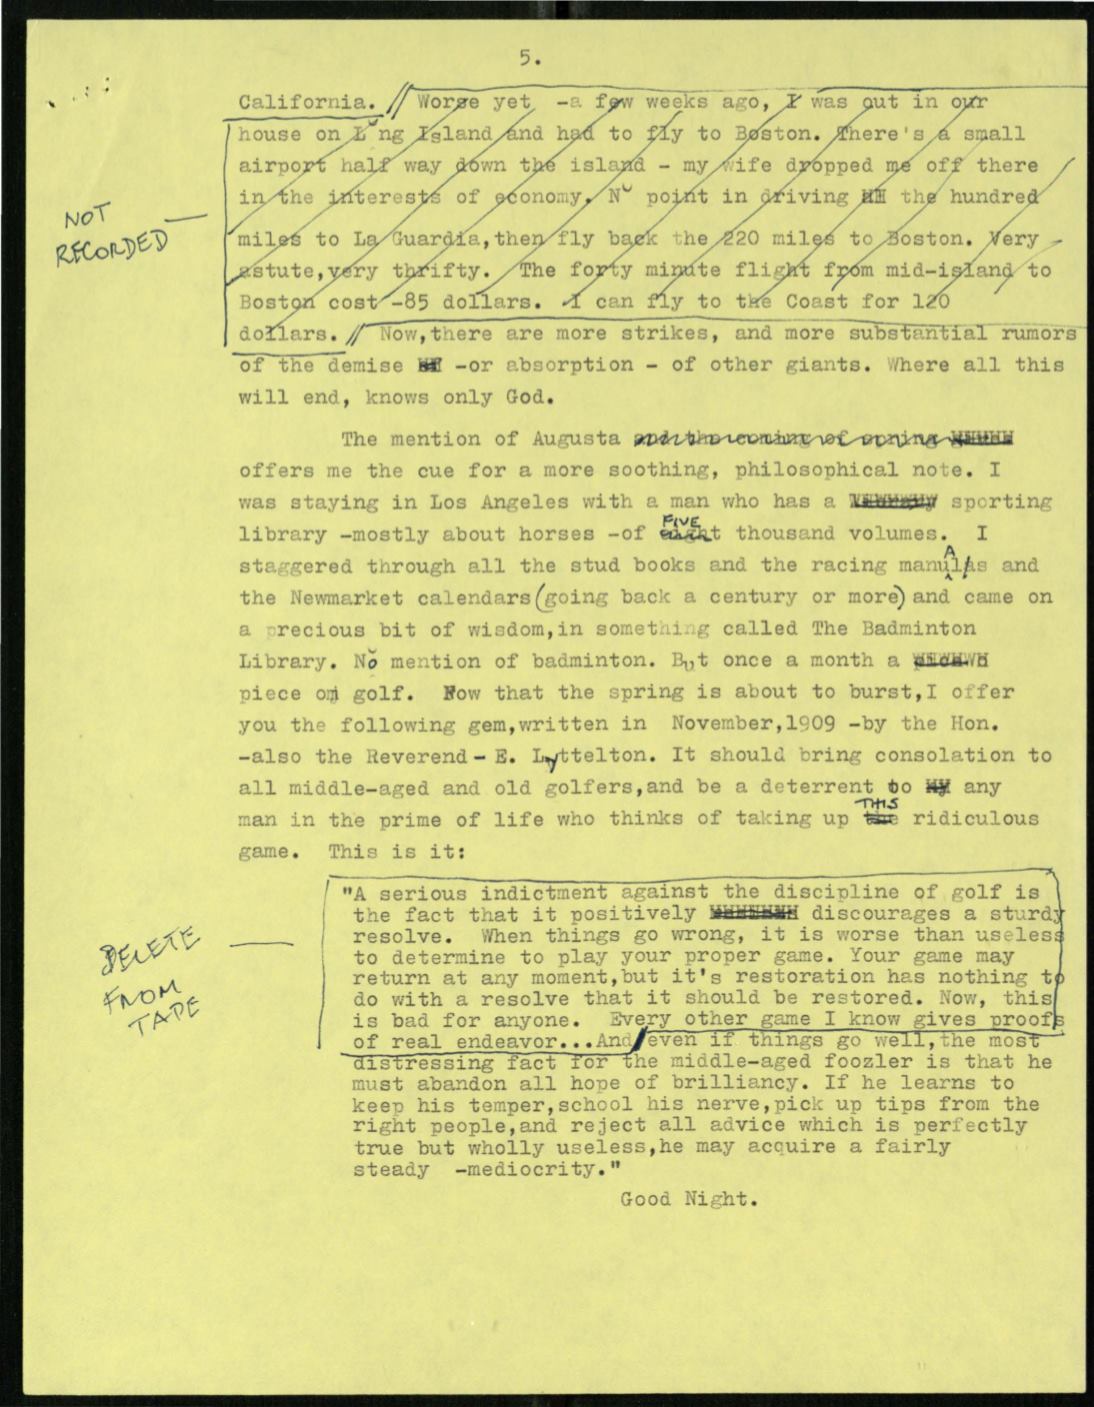 5.
California. // Worse yet -a few weeks ago, I was out in our
house on Long Island and had to fly to Boston. There's a small
airport half way down the island - my wife dropped me off there
in the interests of economy. No point in driving the hundred
NOT
RECORDED
miles to La Guardia,then fly back the 220 miles to Boston. Very
astute,very thrifty. The forty minute flight from mid-island to
Boston cost -85 dollars. I can fly to the Coast for 120
dollars. // Now,there are more strikes, and more substantial rumors
of the demise -or absorption - of other giants. Where all this
will end, knows only God.
The mention of Augusta and the coming of spring
offers me the cue for a more soothing, philosophical note. I
was staying in Los Angeles with a man who has a sporting
library -mostly about horses -of eight FIVE thousand volumes. I
staggered through all the stud books and the racing manuals and
the Newmarket calendars(going back a century or more) and came on
a precious bit of wisdom,in something called The Badminton
Library. No mention of badminton. But once a month a
piece on golf. Now that the spring is about to burst,I offer
you the following gem,written in November,1909 -by the Hon.
-also the Reverend - E. Lyttelton. It should bring consolation to
all middle-aged and old golfers,and be a deterrent to any
man in the prime of life who thinks of taking up the THIS ridiculous
game. This is it:
"A serious indictment against the discipline of golf is
the fact that it positively discourages a sturdy
resolve. When things go wrong, it is worse than useless
to determine to play your proper game. Your game may
return at any moment,but it's restoration has nothing to
do with a resolve that it should be restored. Now, this
is bad for anyone. Every other game I know gives proofs
of real endeavor...And/even if things go well,the most
DELETE
FROM
TAPE
distressing fact for the middle-aged foozler is that he
must abandon all hope of brilliancy. If he learns to
keep his temper,school his nerve,pick up tips from the
right people,and reject all advice which is perfectly
true but wholly useless,he may acquire a fairly
steady -mediocrity."
Good Night.